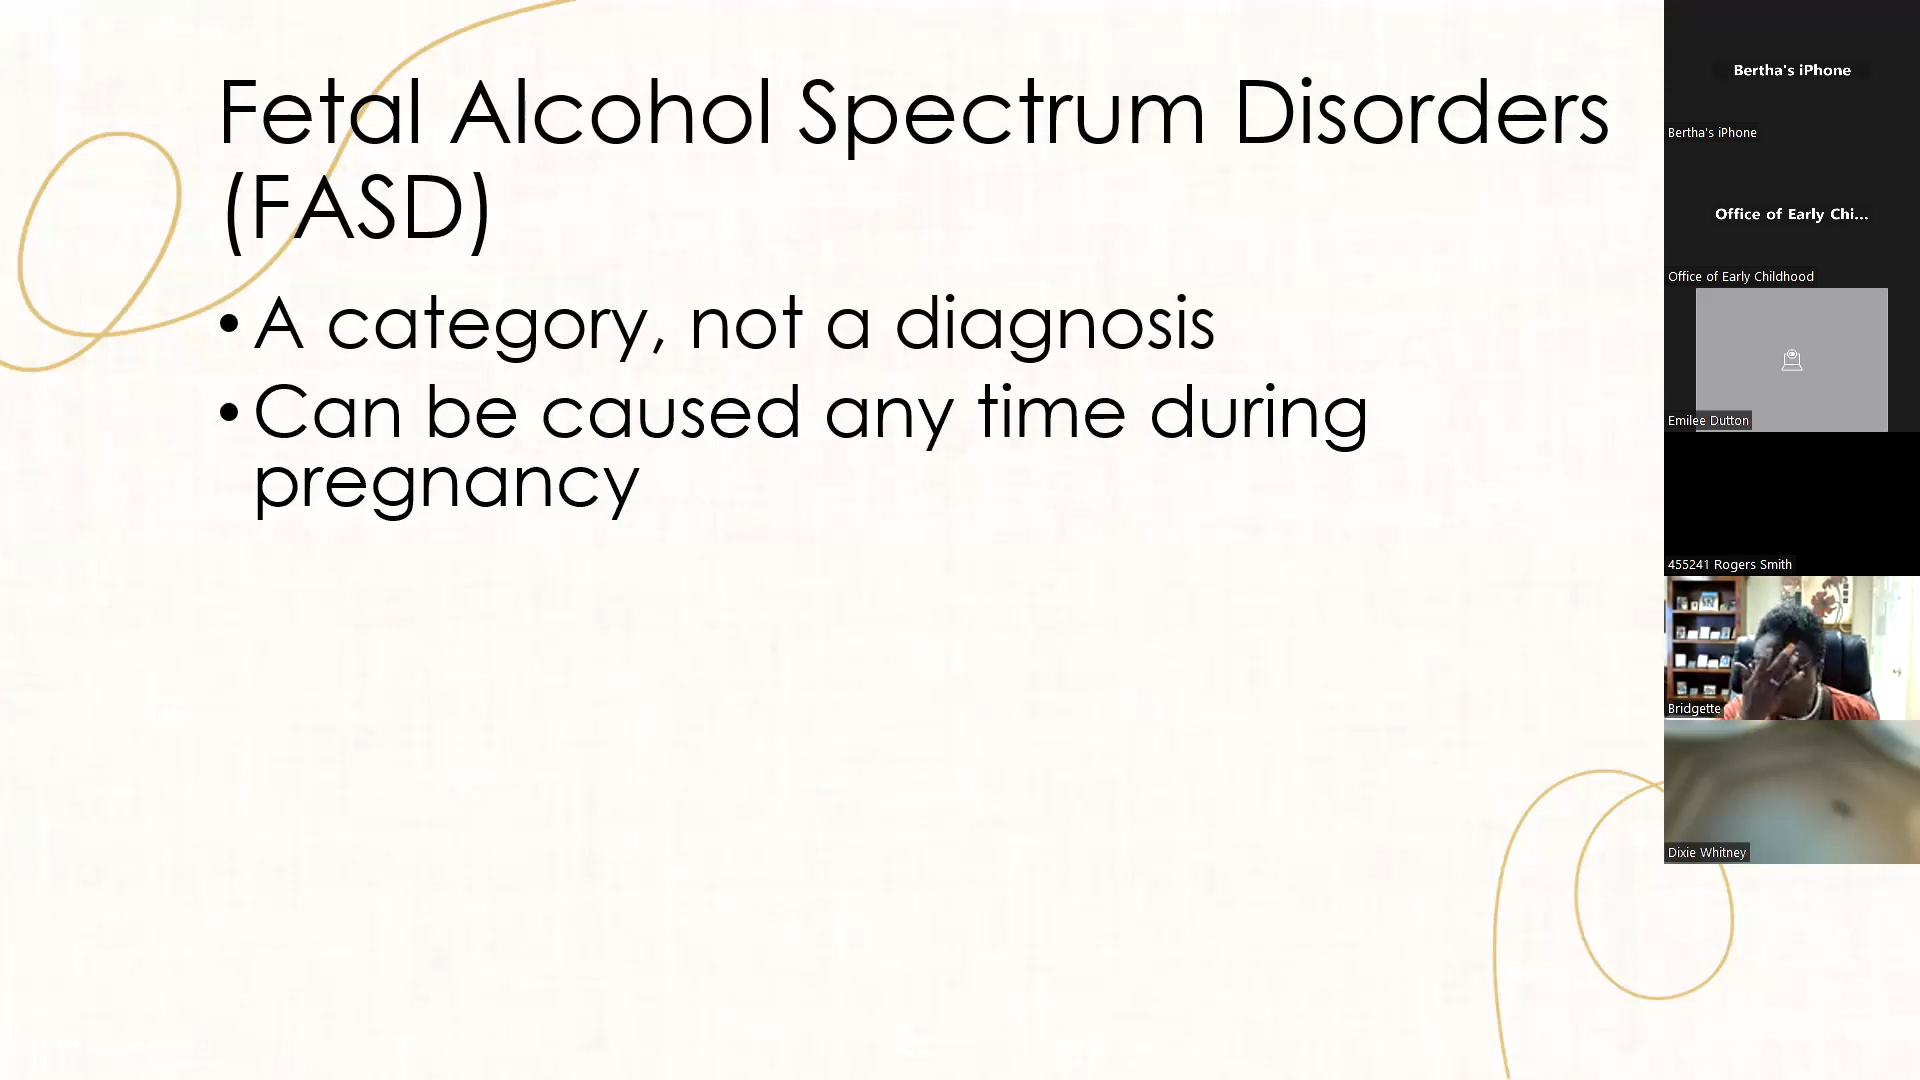 Fetal Alcohol Spectrum Disorders
(FASD)
•A category, not a diagnosis
•Can be caused any time during
pregnancy
Bertha's iPhone
Bertha's iPhone
Office of Early Chi...
Office of Early Childhood
Emilee Dutton
455241 Rogers Smith
Bridgette
Dixie Whitney